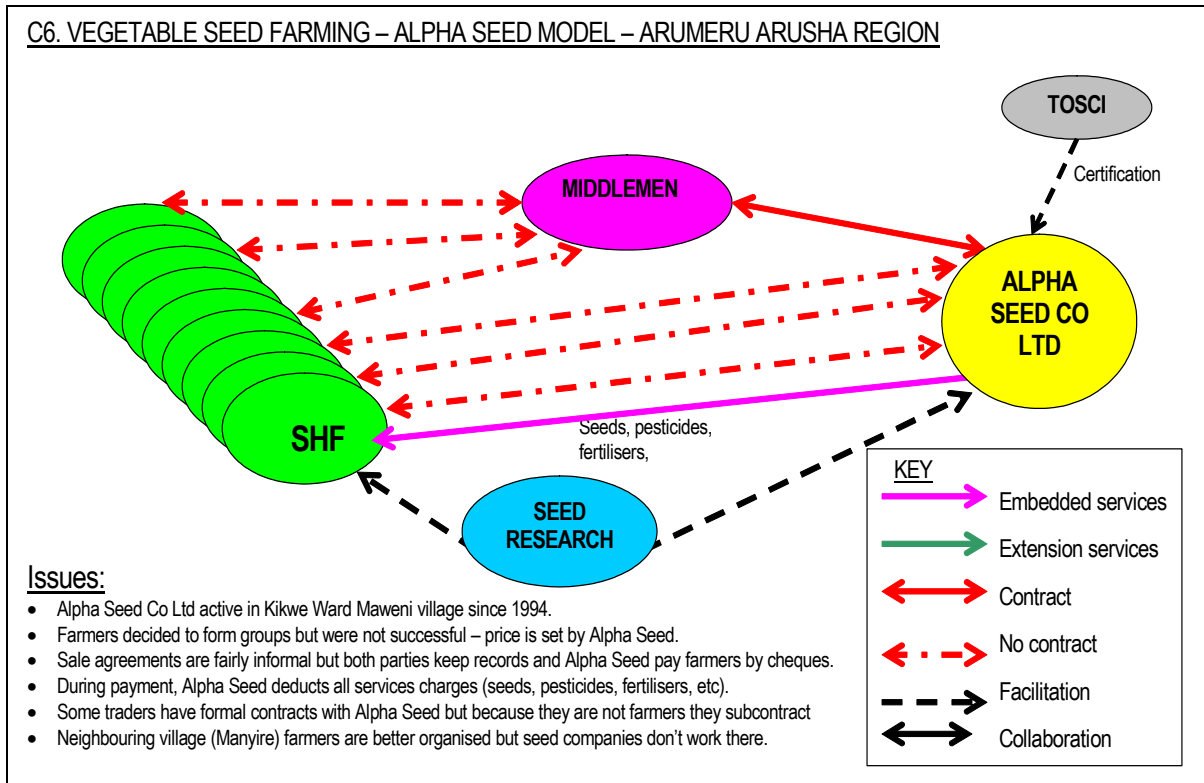 C6. VEGETABLE SEED FARMING – ALPHA SEED MODEL – ARUMERU ARUSHA REGION
TOSCI
MIDDLEMEN
Certification
ALPHA
SEED CO
LTD
SHF
Seeds, pesticides,
fertilisers,
SEED
RESEARCH
KEY
Embedded services
Extension services
Contract
No contract
Facilitation
Collaboration
Issues:
• Alpha Seed Co Ltd active in Kikwe Ward Maweni village since 1994.
• Farmers decided to form groups but were not successful – price is set by Alpha Seed.
• Sale agreements are fairly informal but both parties keep records and Alpha Seed pay farmers by cheques.
• During payment, Alpha Seed deducts all services charges (seeds, pesticides, fertilisers, etc).
• Some traders have formal contracts with Alpha Seed but because they are not farmers they subcontract
• Neighbouring village (Manyire) farmers are better organised but seed companies don’t work there.